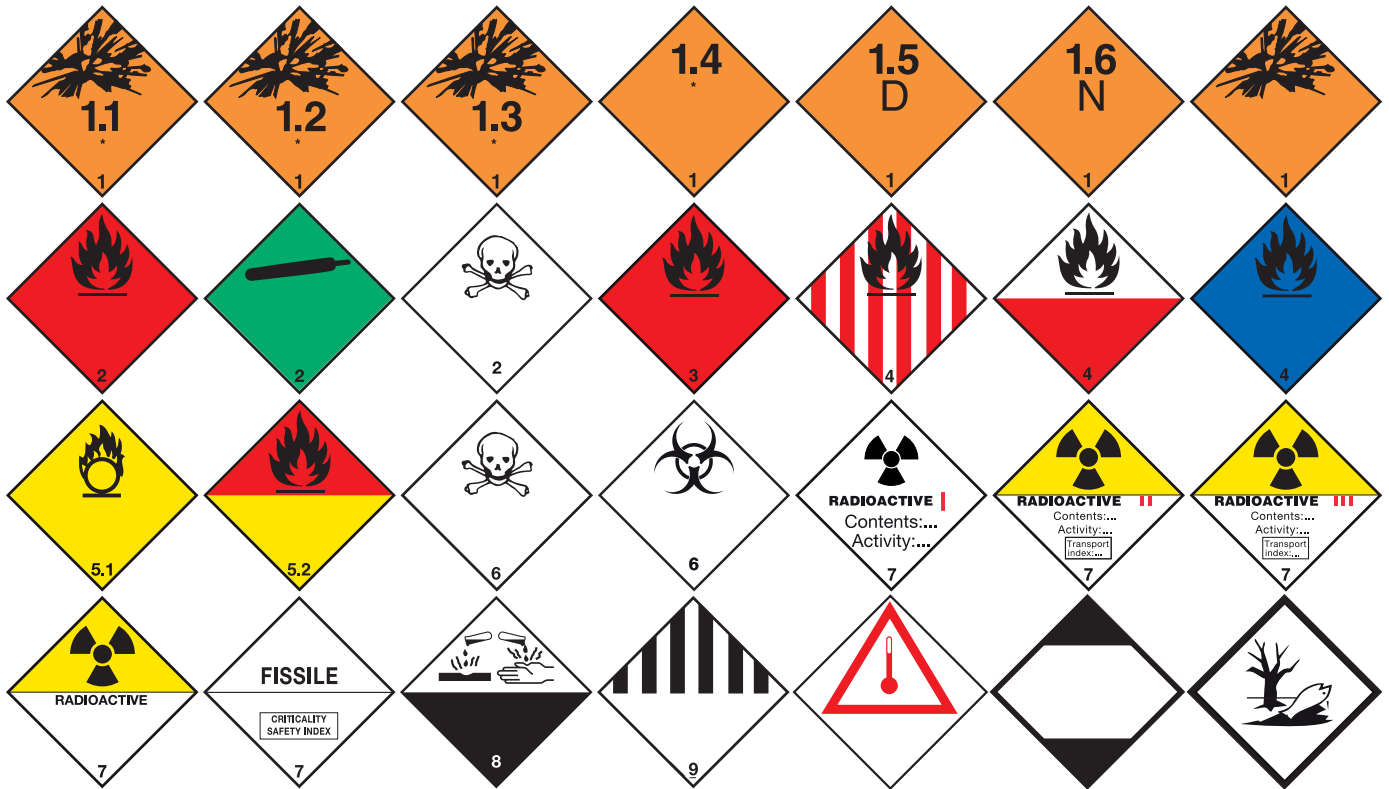 1.1
*
1
1.2
*
1
1.3
*
1
1.4
*
1
1.5
D
1
1.6
N
1
1
2
2
2
3
4
4
4
5.1
5.2
6
6
RADIOACTIVE I
Contents:...
Activity:...
7
RADIOACTIVE II
Contents:...
Activity:...
Transport
index:...
7
RADIOACTIVE III
Contents:...
Activity:...
Transport
index:...
7
RADIOACTIVE
7
FISSILE
CRITICALITY
SAFETY INDEX
7
8
9